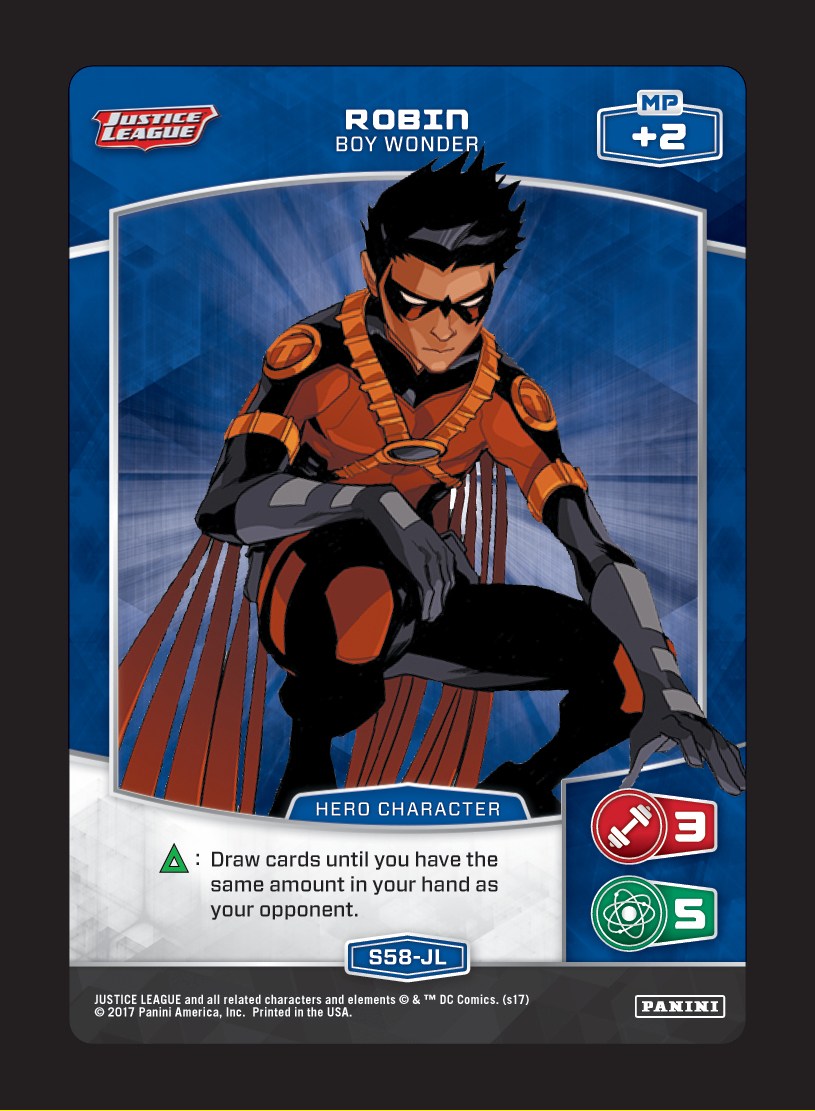 JUSTICE
LEAGUE
ROBIN
BOY WONDER
MP
+2
T
T
HERO CHARACTER
: Draw cards until you have the
same amount in your hand as
your opponent.
3
5
S58-JL
JUSTICE LEAGUE and all related characters and elements © & ™ DC Comics. (s17)
© 2017 Panini America, Inc. Printed in the USA.
PANINI